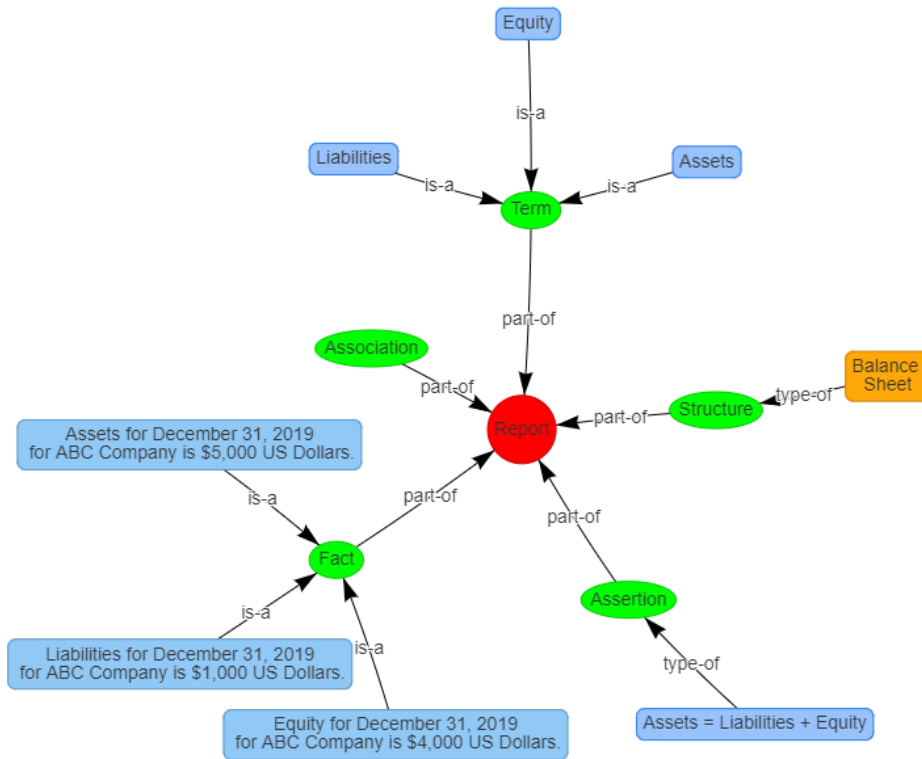 Equity
is-a
Liabilities
Assets
is-a
is-a
Term
part-of
Association
Balance
Sheet
part-of
type-of
Structure
part-of
Report
Assets for December 31, 2019
for ABC Company is $5,000 US Dollars.
is-a
part-of
part-of
Fact
Assertion
is-a
is-a
Liabilities for December 31, 2019
for ABC Company is $1,000 US Dollars.
type-of
Equity for December 31, 2019
for ABC Company is $4,000 US Dollars.
Assets = Liabilities + Equity